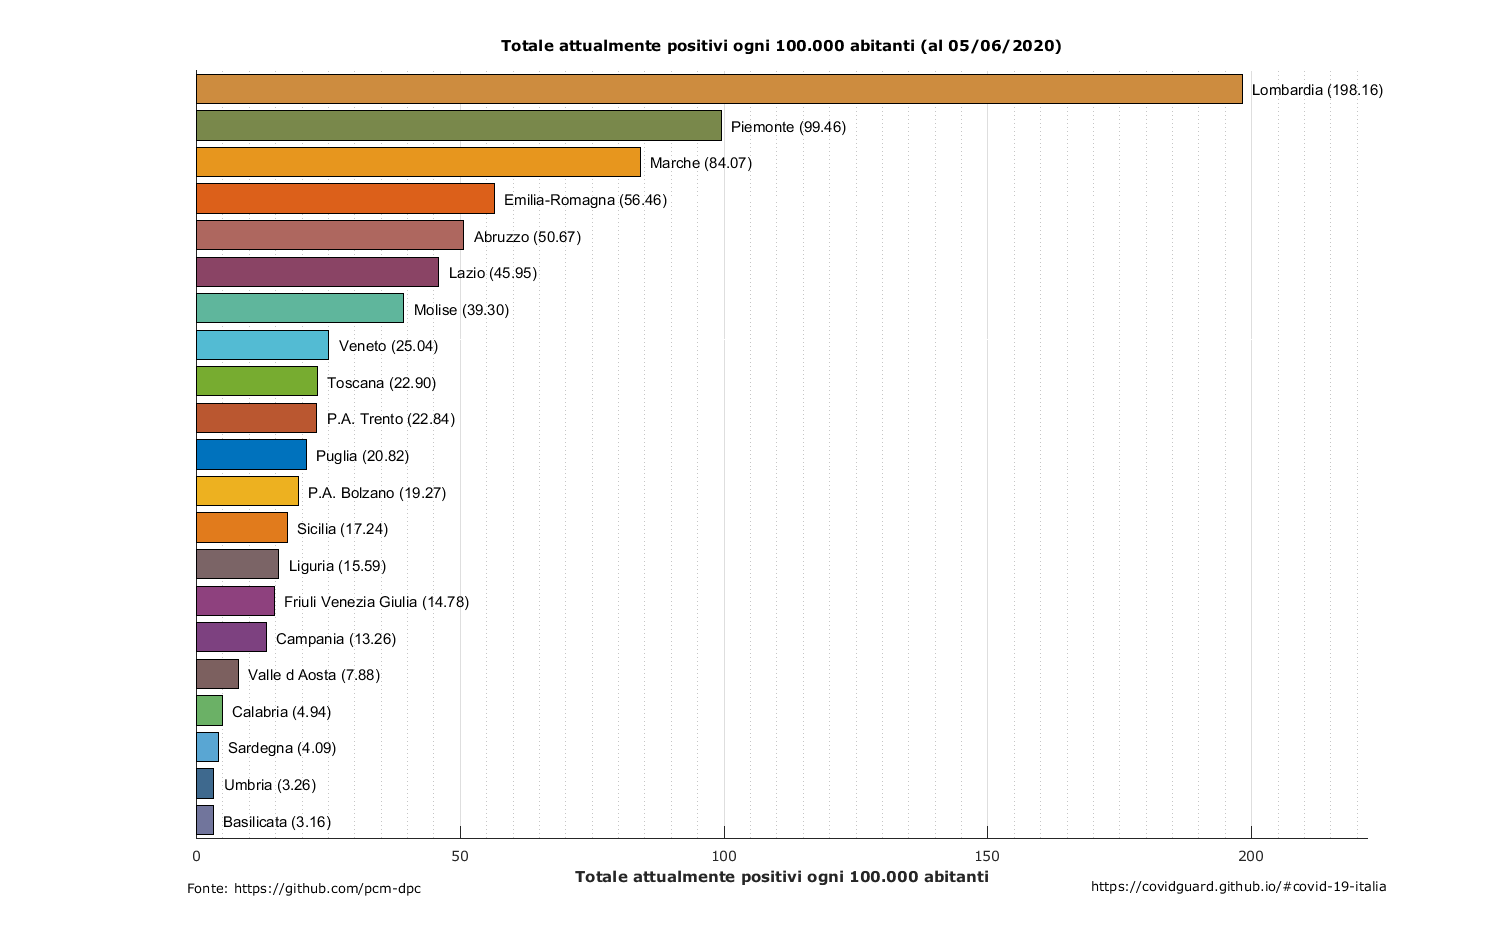 Totale attualmente positivi ogni 100.000 abitanti (al 05/06/2020)
Lombardia (198.16)
Piemonte (99.46)
Marche (84.07)
Emilia-Romagna (56.46)
Abruzzo (50.67)
Lazio (45.95)
Molise (39.30)
Veneto (25.04)
Toscana (22.90)
P.A. Trento (22.84)
Puglia (20.82)
P.A. Bolzano (19.27)
Sicilia (17.24)
Liguria (15.59)
Friuli Venezia Giulia (14.78)
Campania (13.26)
Valle d Aosta (7.88)
Calabria (4.94)
Sardegna (4.09)
Umbria (3.26)
Basilicata (3.16)
0 50 100 150 200
Totale attualmente positivi ogni 100.000 abitanti
Fonte: https://github.com/pcm-dpc
https://covidguard.github.io/#covid-19-italia